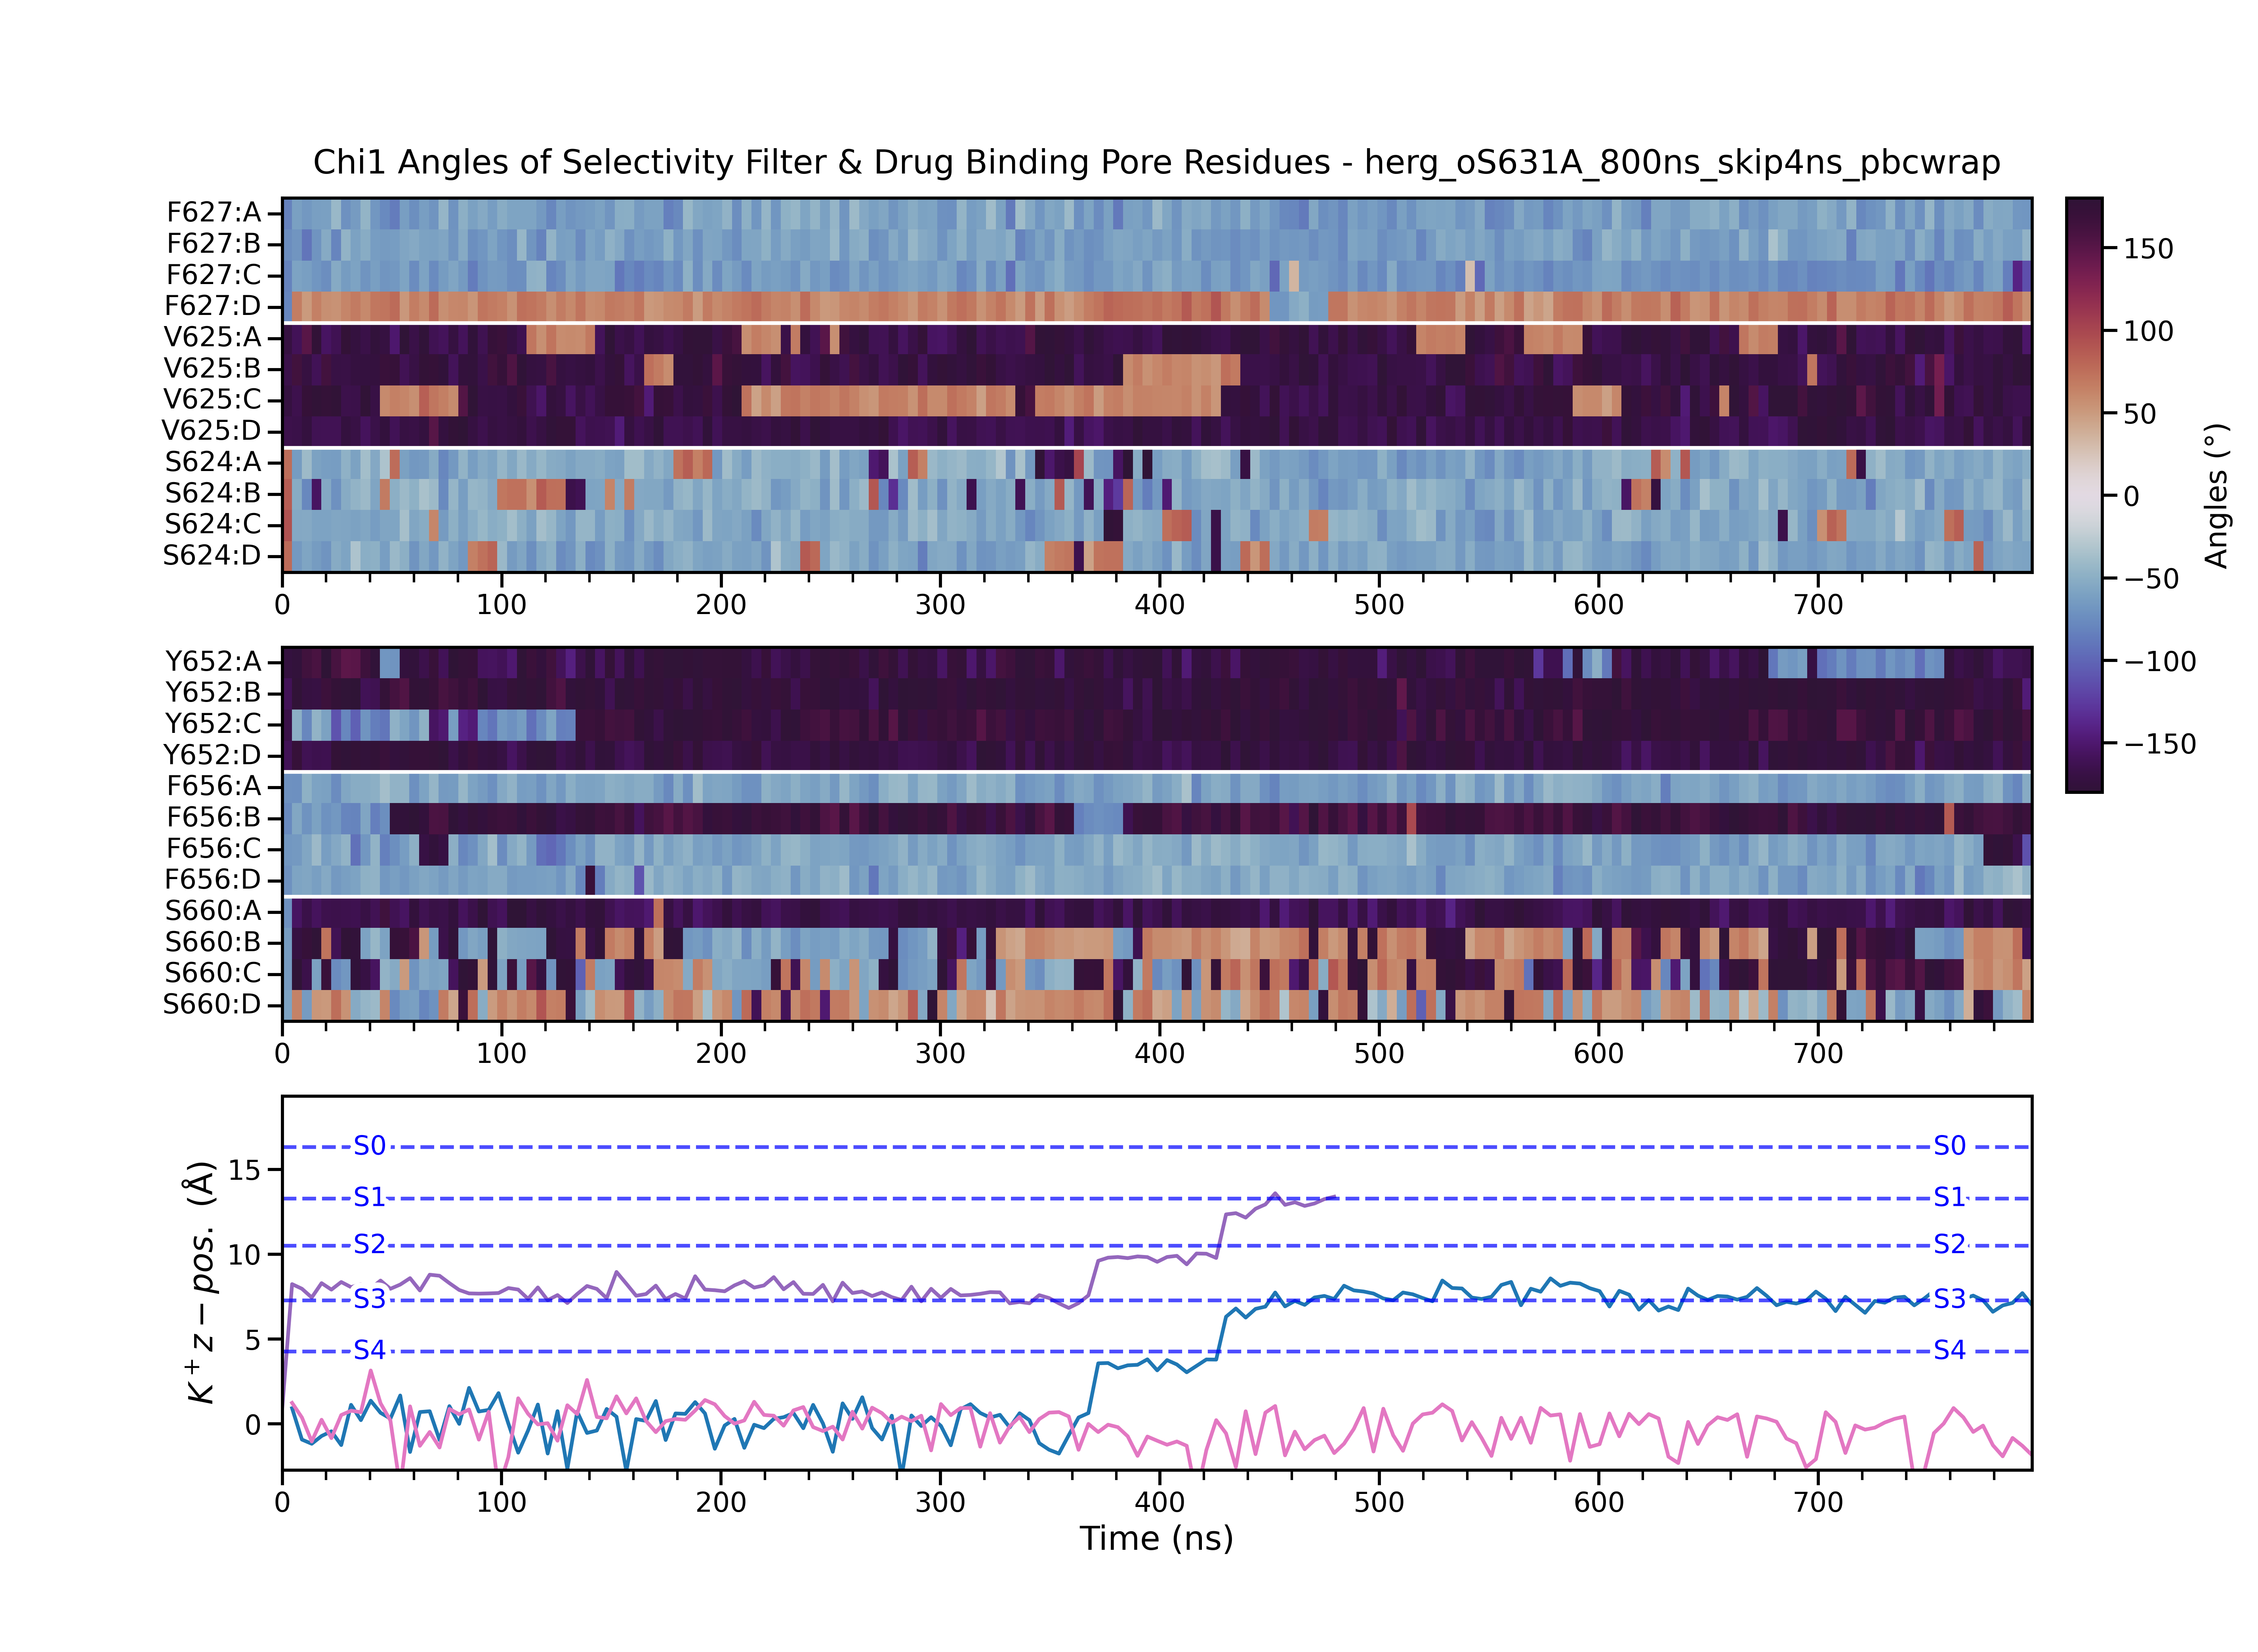 Chi1 Angles of Selectivity Filter & Drug Binding Pore Residues - herg_oS631A_800ns_skip4ns_pbcwrap
F627:A
F627:B
F627:C
F627:D
V625:A
V625:B
V625:C
V625:D
S624:A
S624:B
S624:C
S624:D
0 100 200 300 400 500 600 700
150
100
50
0
−50
−100
−150
Angles (°)
Y652:A
Y652:B
Y652:C
Y652:D
F656:A
F656:B
F656:C
F656:D
S660:A
S660:B
S660:C
S660:D
0 100 200 300 400 500 600 700
K⁺ z − pos. (Å)
15
10
5
0
S0 S0
S1 S1
S2 S2
S3 S3
S4 S4
0 100 200 300 400 500 600 700
Time (ns)